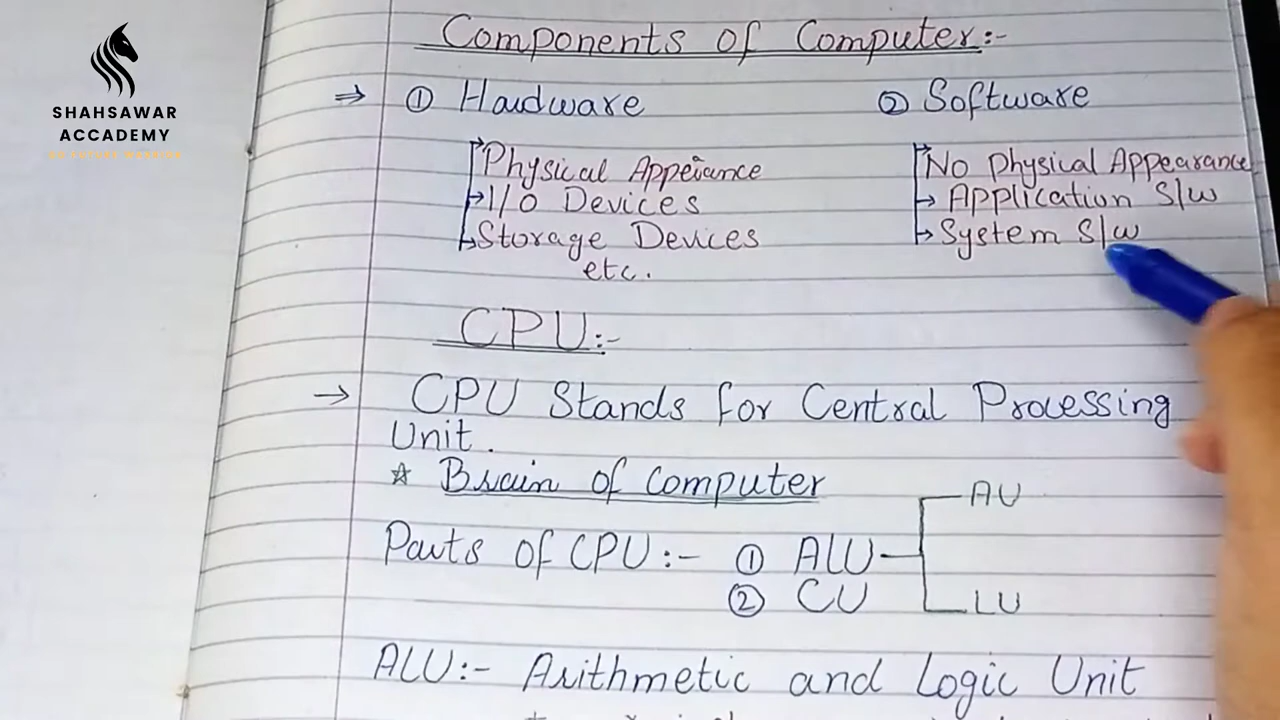 SHAHSAWAR
ACCADEMY
Components of Computer:-
⇒ ① Hardware ② Software
Physical Appeiance
No Physical Appearance
I/O Devices
Application S/w
Storage Devices
System S/w
etc.
CPU:-
→ CPU Stands for Central Processing
Unit.
☆ Brain of Computer
AU
Parts of CPU:- ① ALU
② CU
LU
ALU:- Arithmetic and Logic Unit